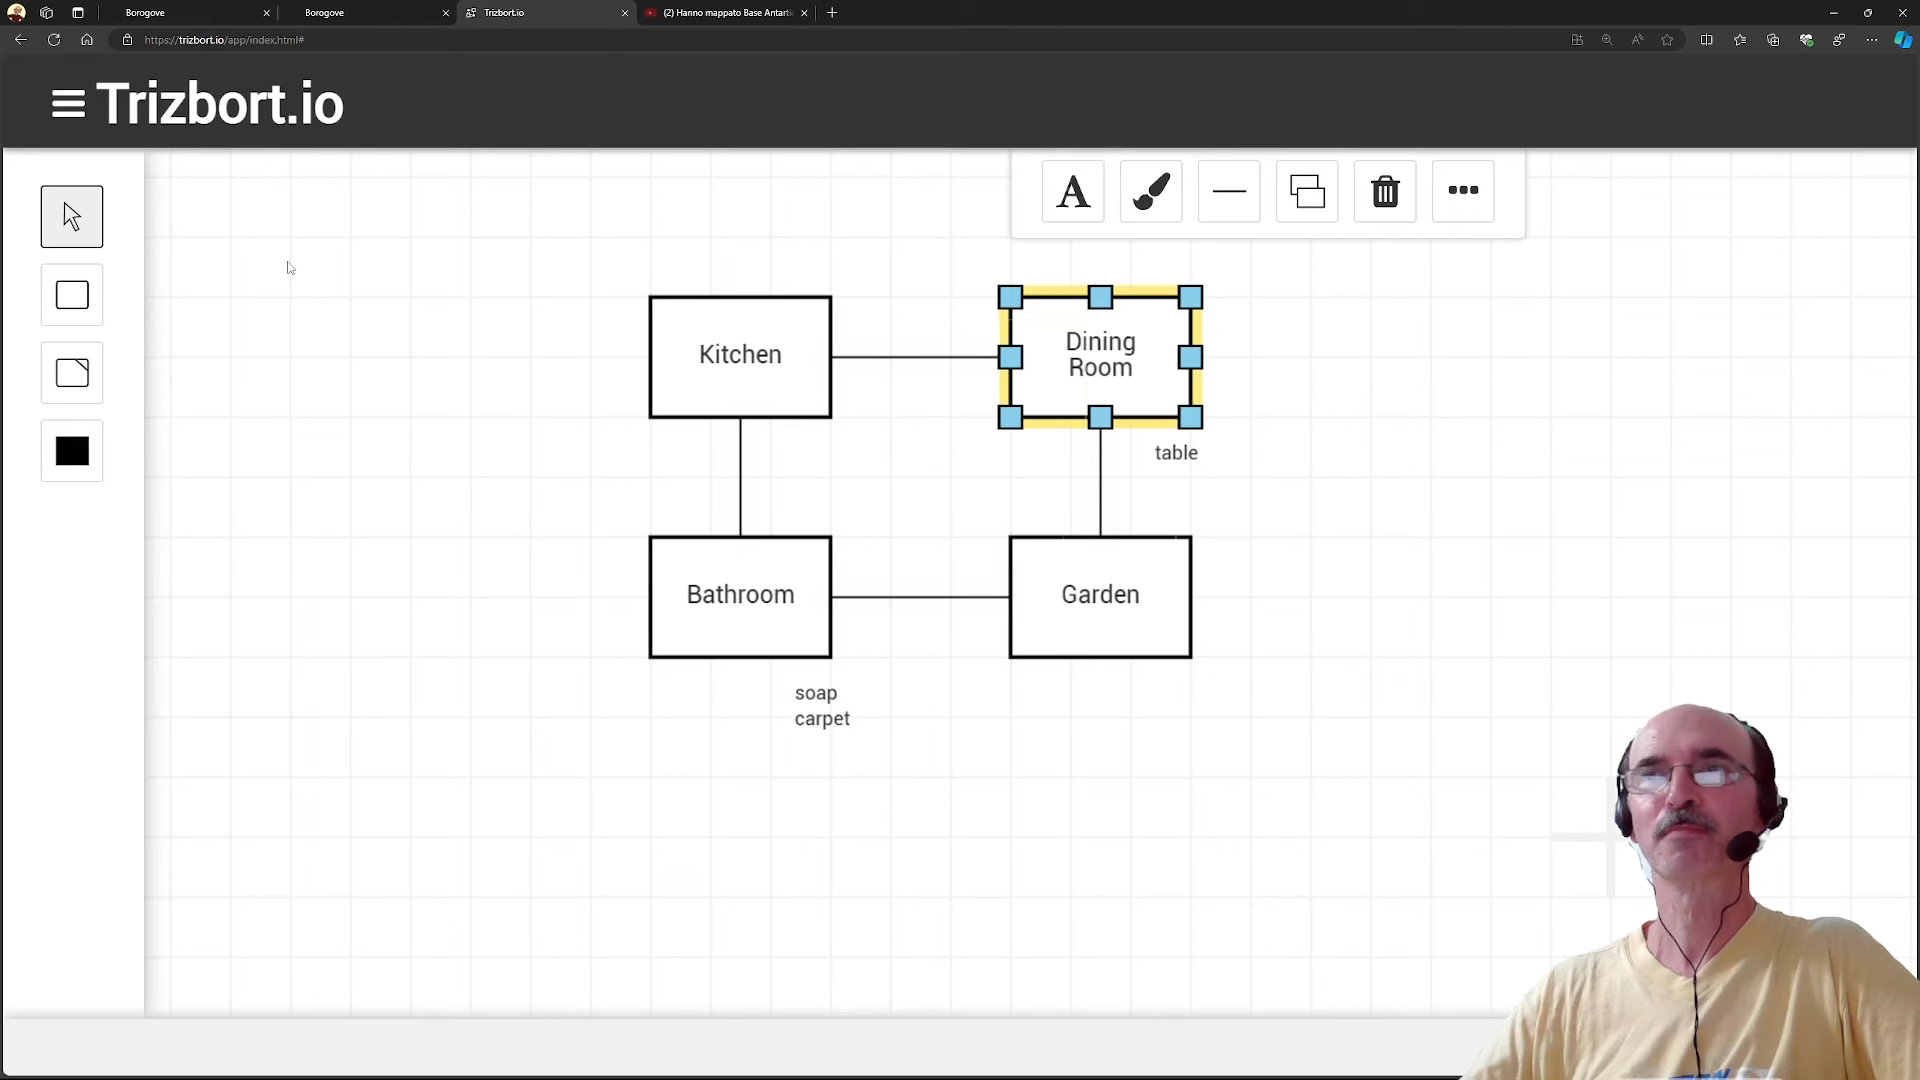 Borogove
Borogove
Trizbort.io
(2) Hanno mappato Base Antarti
https://trizbort.io/app/index.html#
Trizbort.io
A
Kitchen
Dining
Room
table
Bathroom
Garden
soap
carpet